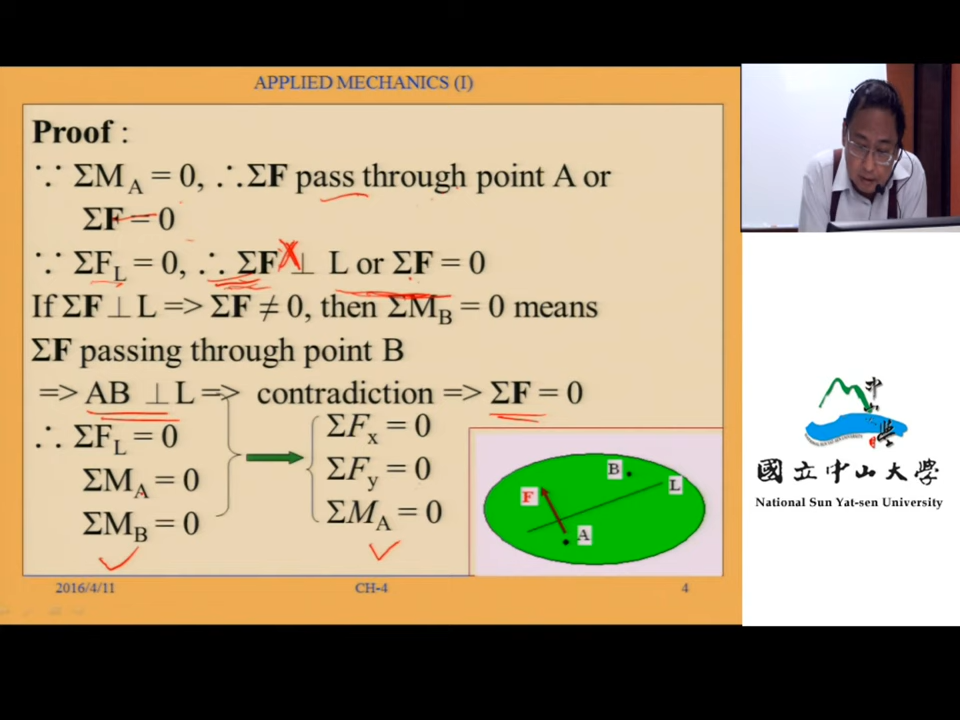 APPLIED MECHANICS (I)
Proof :
∵ ΣM_A = 0, ∴ΣF pass through point A or
ΣF = 0
∵ ΣF_L = 0, ∴ ΣF ⊥ L or ΣF = 0
If ΣF ⊥ L => ΣF ≠ 0, then ΣM_B = 0 means
ΣF passing through point B
=> AB ⊥ L => contradiction => ΣF = 0
∴ ΣF_L = 0
ΣM_A = 0
ΣM_B = 0
ΣF_x = 0
ΣF_y = 0
ΣM_A = 0
B
L
F
A
2016/4/11
CH-4
4
國立中山大學
National Sun Yat-sen University